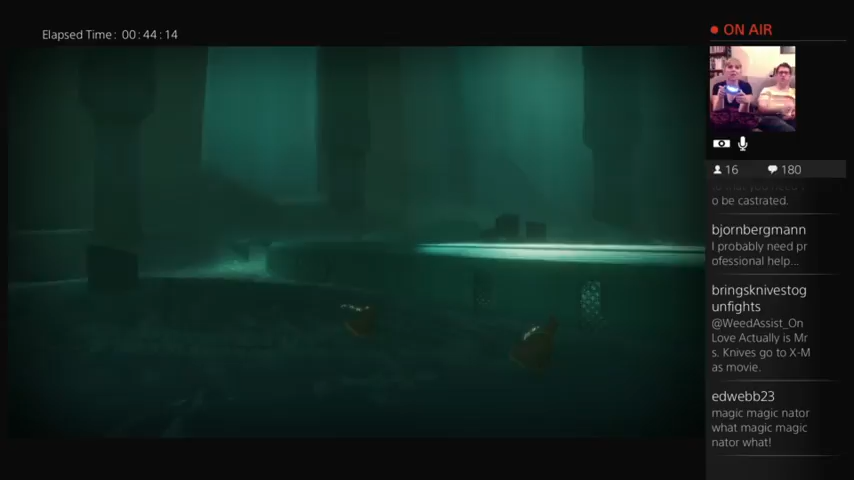 Elapsed Time: 00:44:14
ON AIR
16
180
o be castrated.
bjornbergmann
I probably need pr
ofessional help...
bringsknivestog
unfights
@WeedAssist_On
Love Actually is Mr
s. Knives go to X-M
as movie.
edwebb23
magic magic nator
what magic magic
nator what!